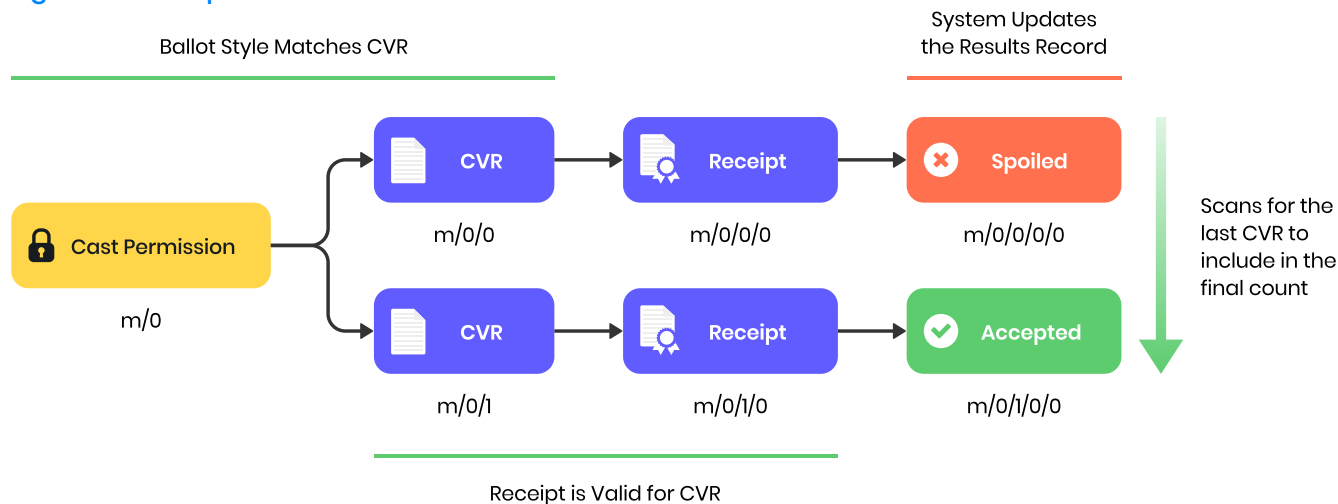 Ballot Style Matches CVR
System Updates
the Results Record
CVR
Receipt
Spoiled
m/0/0
m/0/0/0
m/0/0/0/0
Cast Permission
m/0
Scans for the
last CVR to
include in the
final count
CVR
Receipt
Accepted
m/0/1
m/0/1/0
m/0/1/0/0
Receipt is Valid for CVR